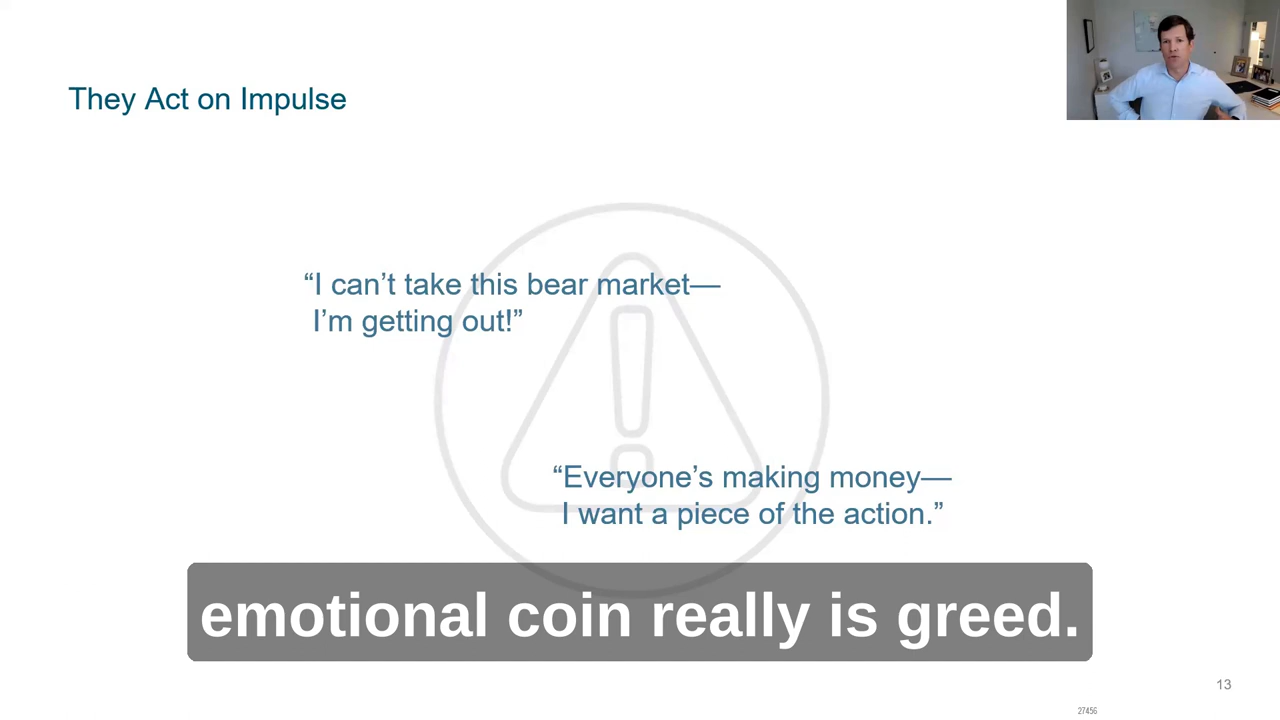 They Act on Impulse
“I can’t take this bear market—
I’m getting out!”
“Everyone’s making money—
I want a piece of the action.”
emotional coin really is greed.
13
27456